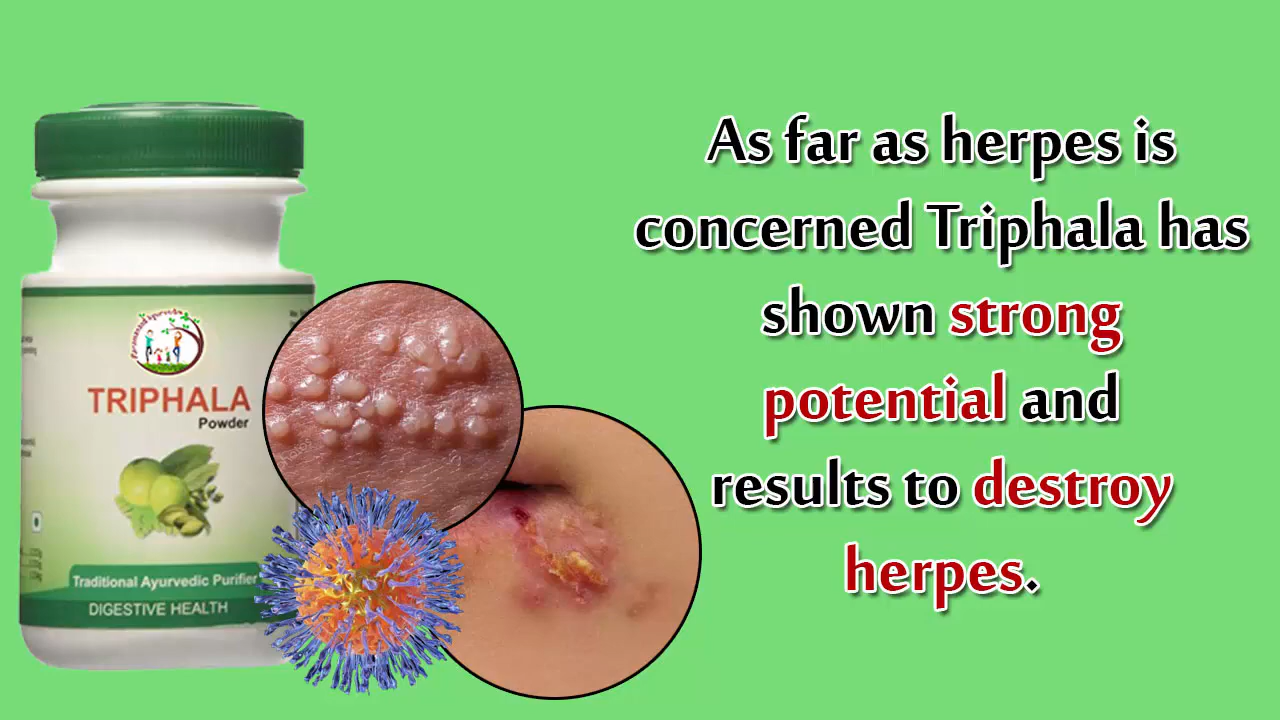 As far as herpes is
concerned Triphala has
shown strong
potential and
results to destroy
herpes.
TRIPHALA
Powder
Traditional Ayurvedic Purifier
DIGESTIVE HEALTH